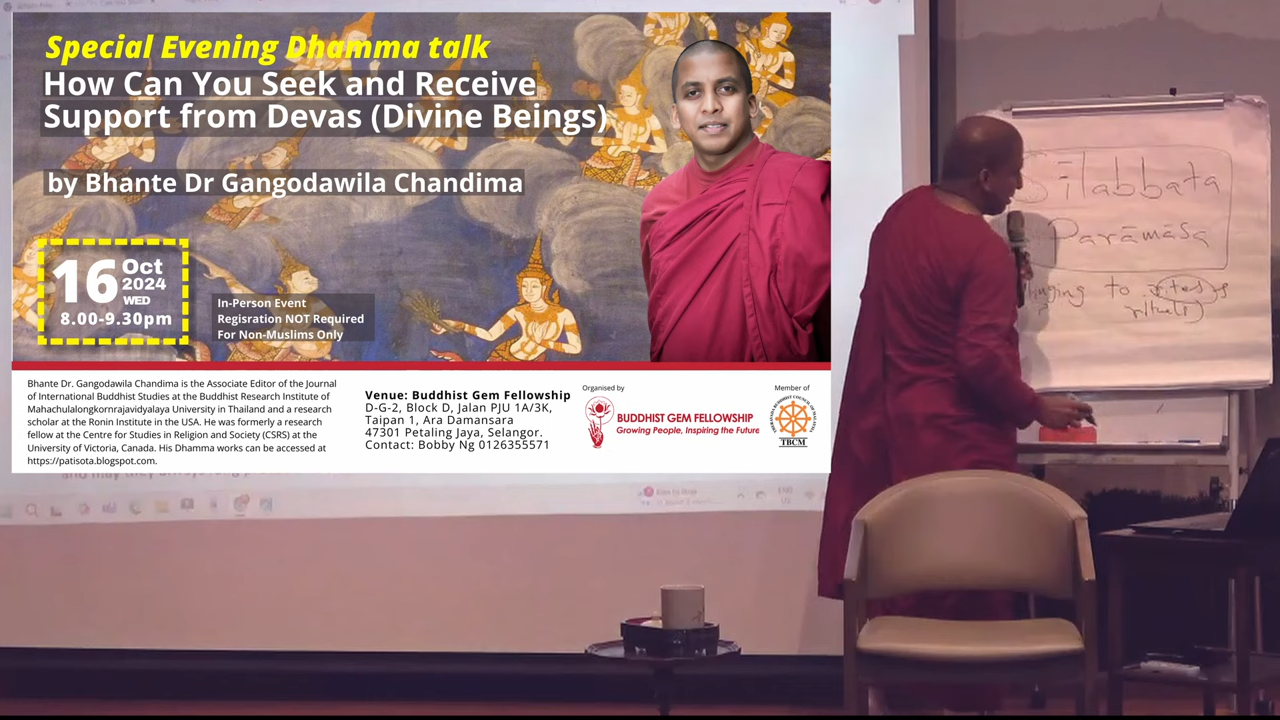 Special Evening Dhamma talk
How Can You Seek and Receive
Support from Devas (Divine Beings)
by Bhante Dr Gangodawila Chandima
16 Oct
2024
WED
8.00-9.30pm
In-Person Event
Regisration NOT Required
For Non-Muslims Only
Bhante Dr. Gangodawila Chandima is the Associate Editor of the Journal
of International Buddhist Studies at the Buddhist Research Institute of
Mahachulalongkornrajavidyalaya University in Thailand and a research
scholar at the Ronin Institute in the USA. He was formerly a research
fellow at the Centre for Studies in Religion and Society (CSRS) at the
University of Victoria, Canada. His Dhamma works can be accessed at
https://patisota.blogspot.com.
Venue: Buddhist Gem Fellowship
D-G-2, Block D, Jalan PJU 1A/3K,
Taipan 1, Ara Damansara
47301 Petaling Jaya, Selangor.
Contact: Bobby Ng 0126355571
Organised by
BUDDHIST GEM FELLOWSHIP
Growing People, Inspiring the Future
Member of
THERAVADA BUDDHIST COUNCIL OF MALAYSIA
TBCM
Sīlabbata
Parāmāsa
to rites &
rituals